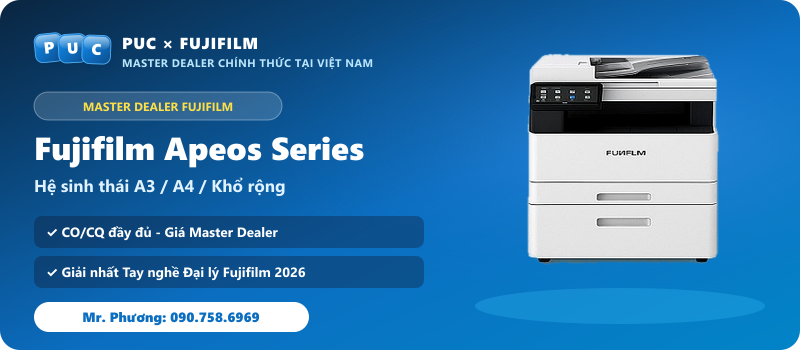 PUC
PUC × FUJIFILM
MASTER DEALER CHÍNH THỨC TẠI VIỆT NAM
MASTER DEALER FUJIFILM
Fujifilm Apeos Series
Hệ sinh thái A3 / A4 / Khổ rộng
✓ CO/CQ đầy đủ - Giá Master Dealer
✓ Giải nhất Tay nghề Đại lý Fujifilm 2026
Mr. Phương: 090.758.6969
FUJIFILM